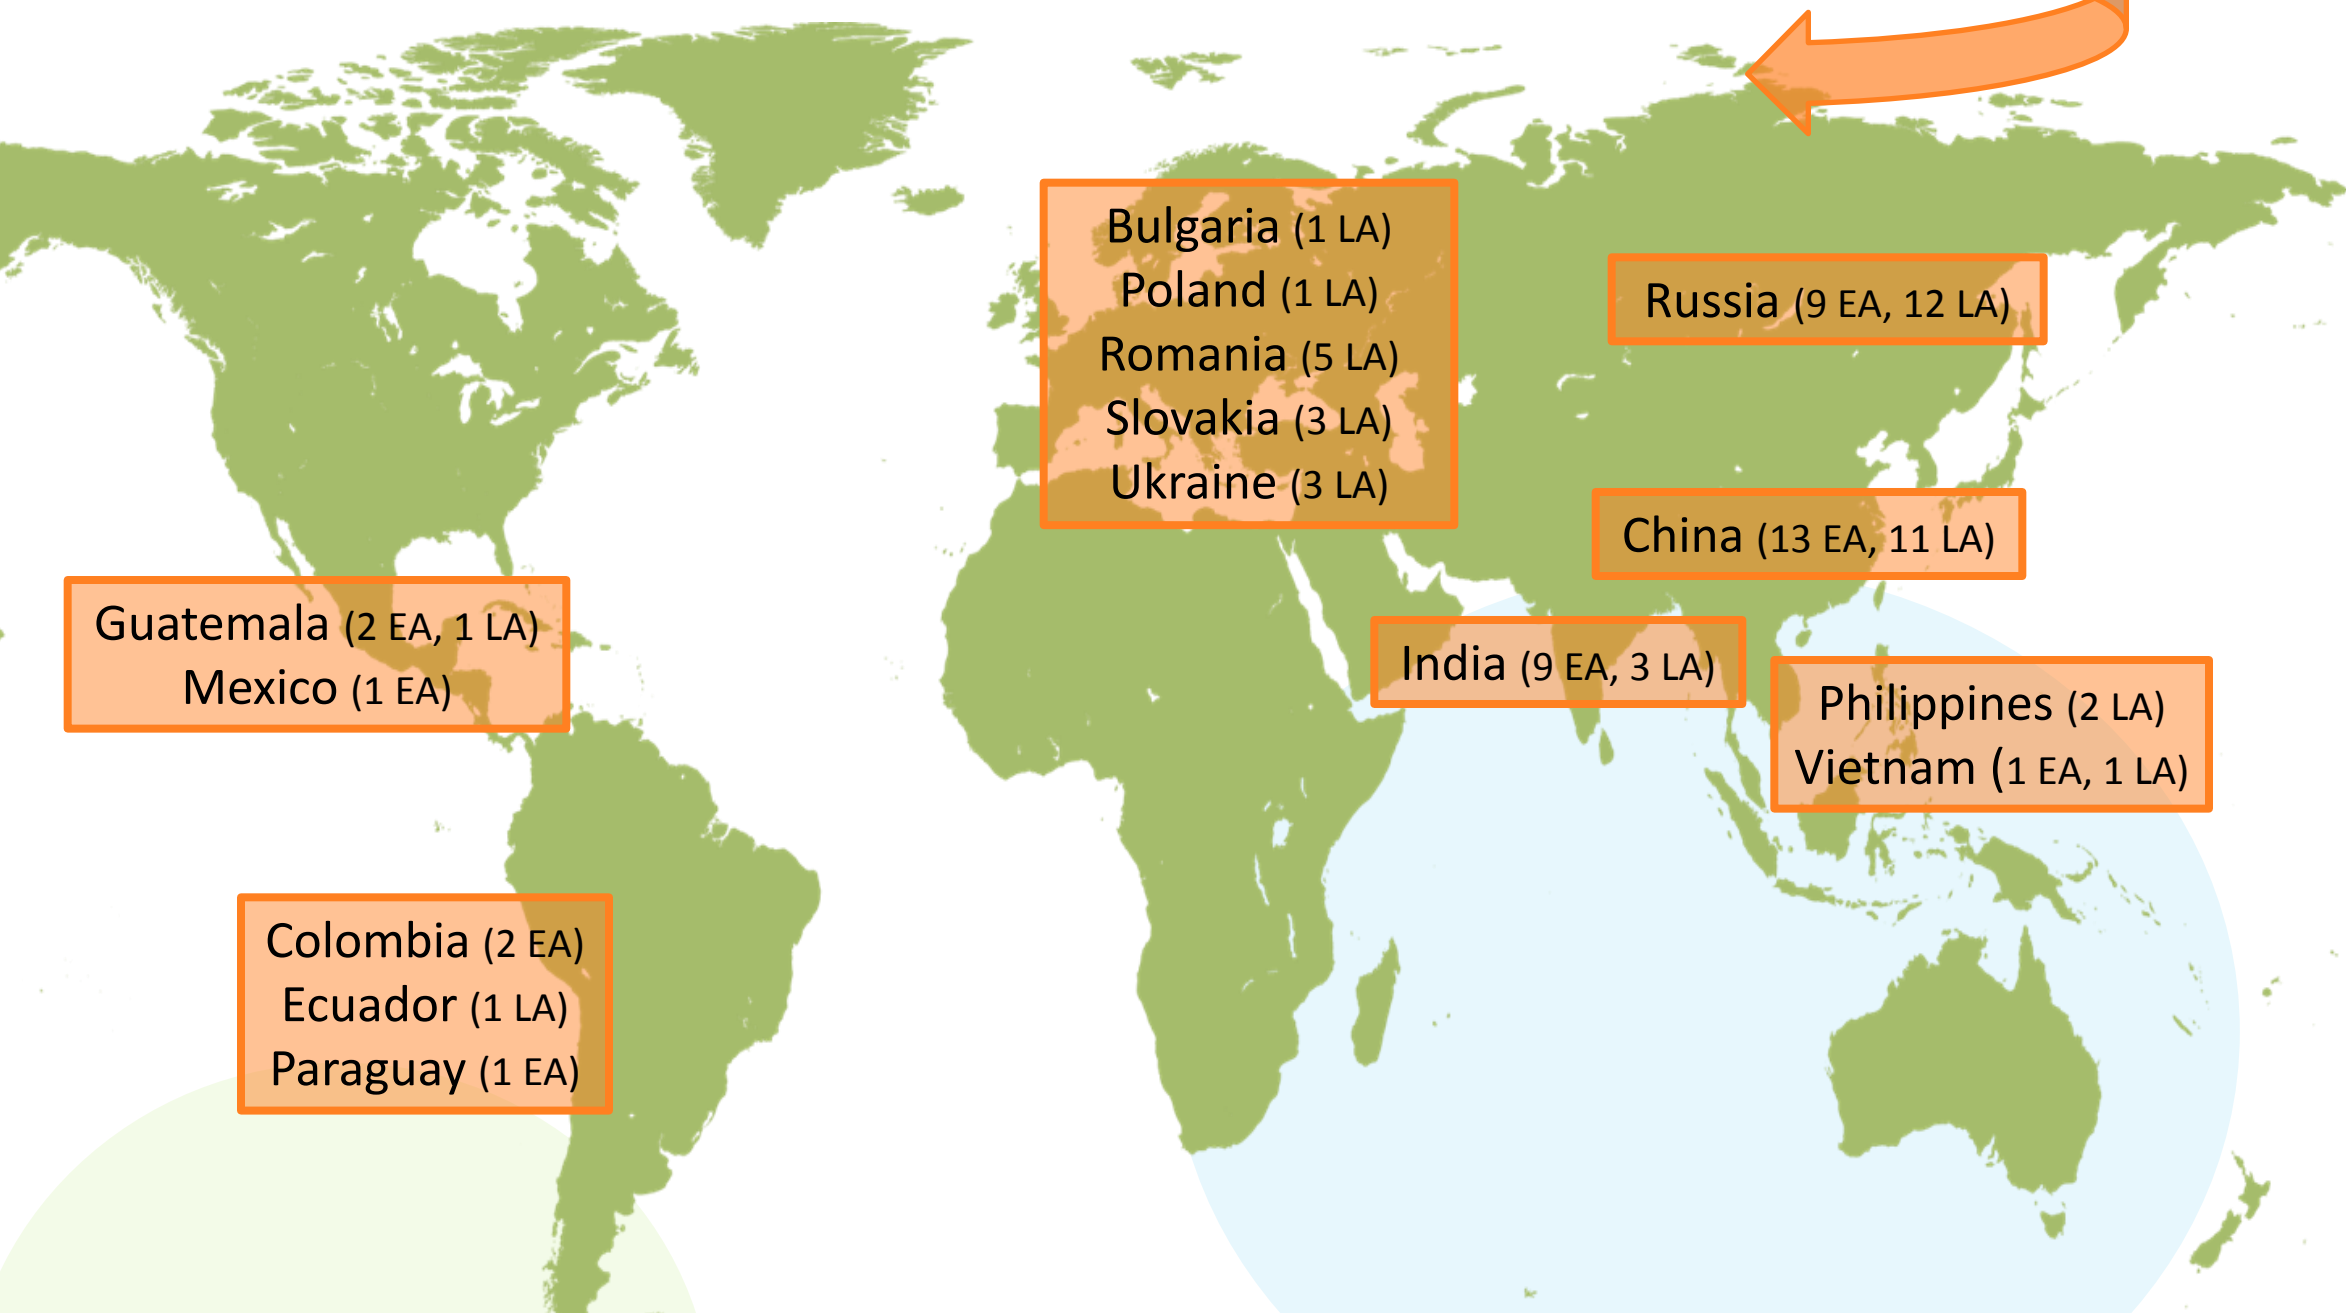 Bulgaria (1 LA)
Poland (1 LA)
Romania (5 LA)
Slovakia (3 LA)
Ukraine (3 LA)
Russia (9 EA, 12 LA)
China (13 EA, 11 LA)
Guatemala (2 EA, 1 LA)
Mexico (1 EA)
India (9 EA, 3 LA)
Philippines (2 LA)
Vietnam (1 EA, 1 LA)
Colombia (2 EA)
Ecuador (1 LA)
Paraguay (1 EA)